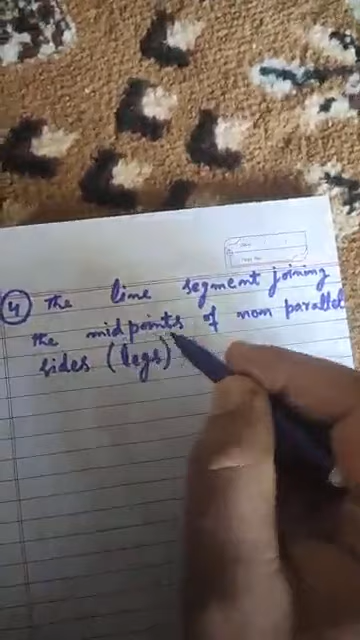 4 The line segment joining
the midpoints of non parallel
sides (legs)